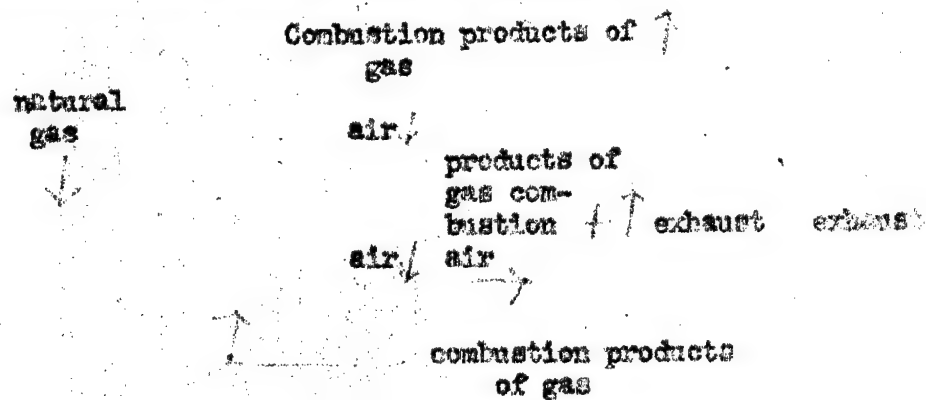 Combustion products of ↑
gas
natural
gas
↓
air ↓
products of
gas com-
bustion + ↑ exhaust exhaust
air ↓ air
→
↑
combustion products
of gas